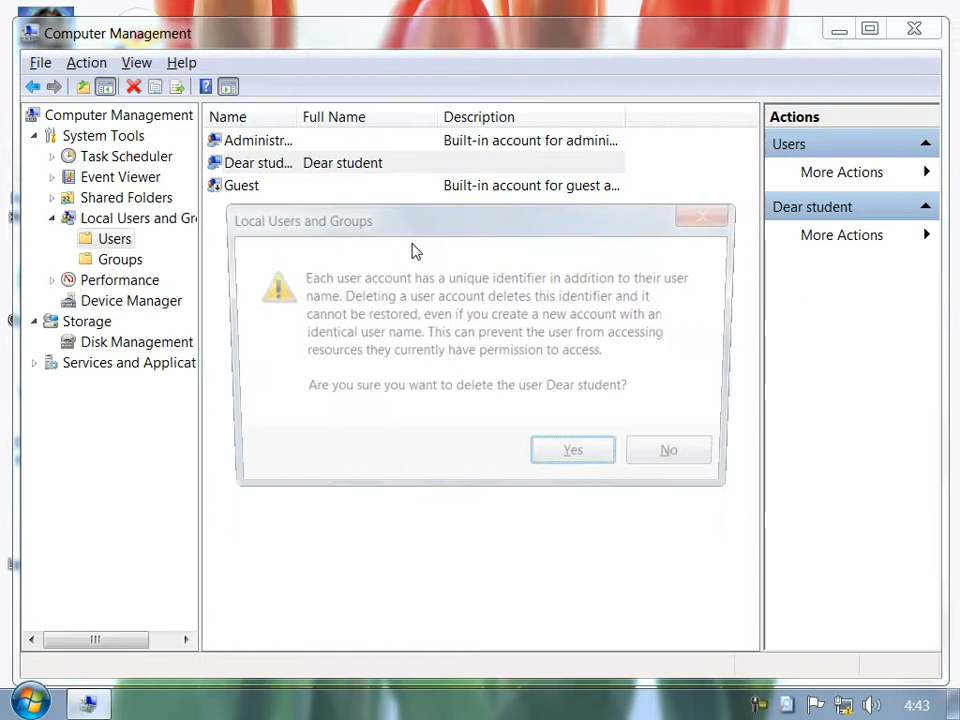 Computer Management
File Action View Help
Computer Management
System Tools
Task Scheduler
Event Viewer
Shared Folders
Local Users and Gr
Users
Groups
Performance
Device Manager
Storage
Disk Management
Services and Applicat
Name Full Name Description
Administr... Built-in account for admini...
Dear stud... Dear student
Guest Built-in account for guest a...
Local Users and Groups
Each user account has a unique identifier in addition to their user
name. Deleting a user account deletes this identifier and it
cannot be restored, even if you create a new account with an
identical user name. This can prevent the user from accessing
resources they currently have permission to access.
Are you sure you want to delete the user Dear student?
Yes No
Actions
Users
More Actions
Dear student
More Actions
4:43